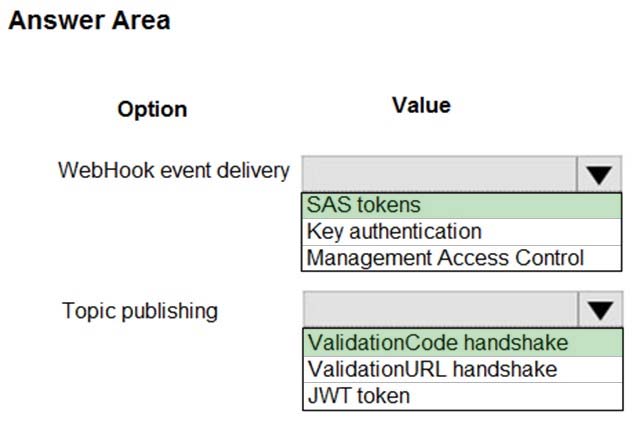 Answer Area
Option Value
WebHook event delivery
SAS tokens
Key authentication
Management Access Control
Topic publishing
ValidationCode handshake
ValidationURL handshake
JWT token